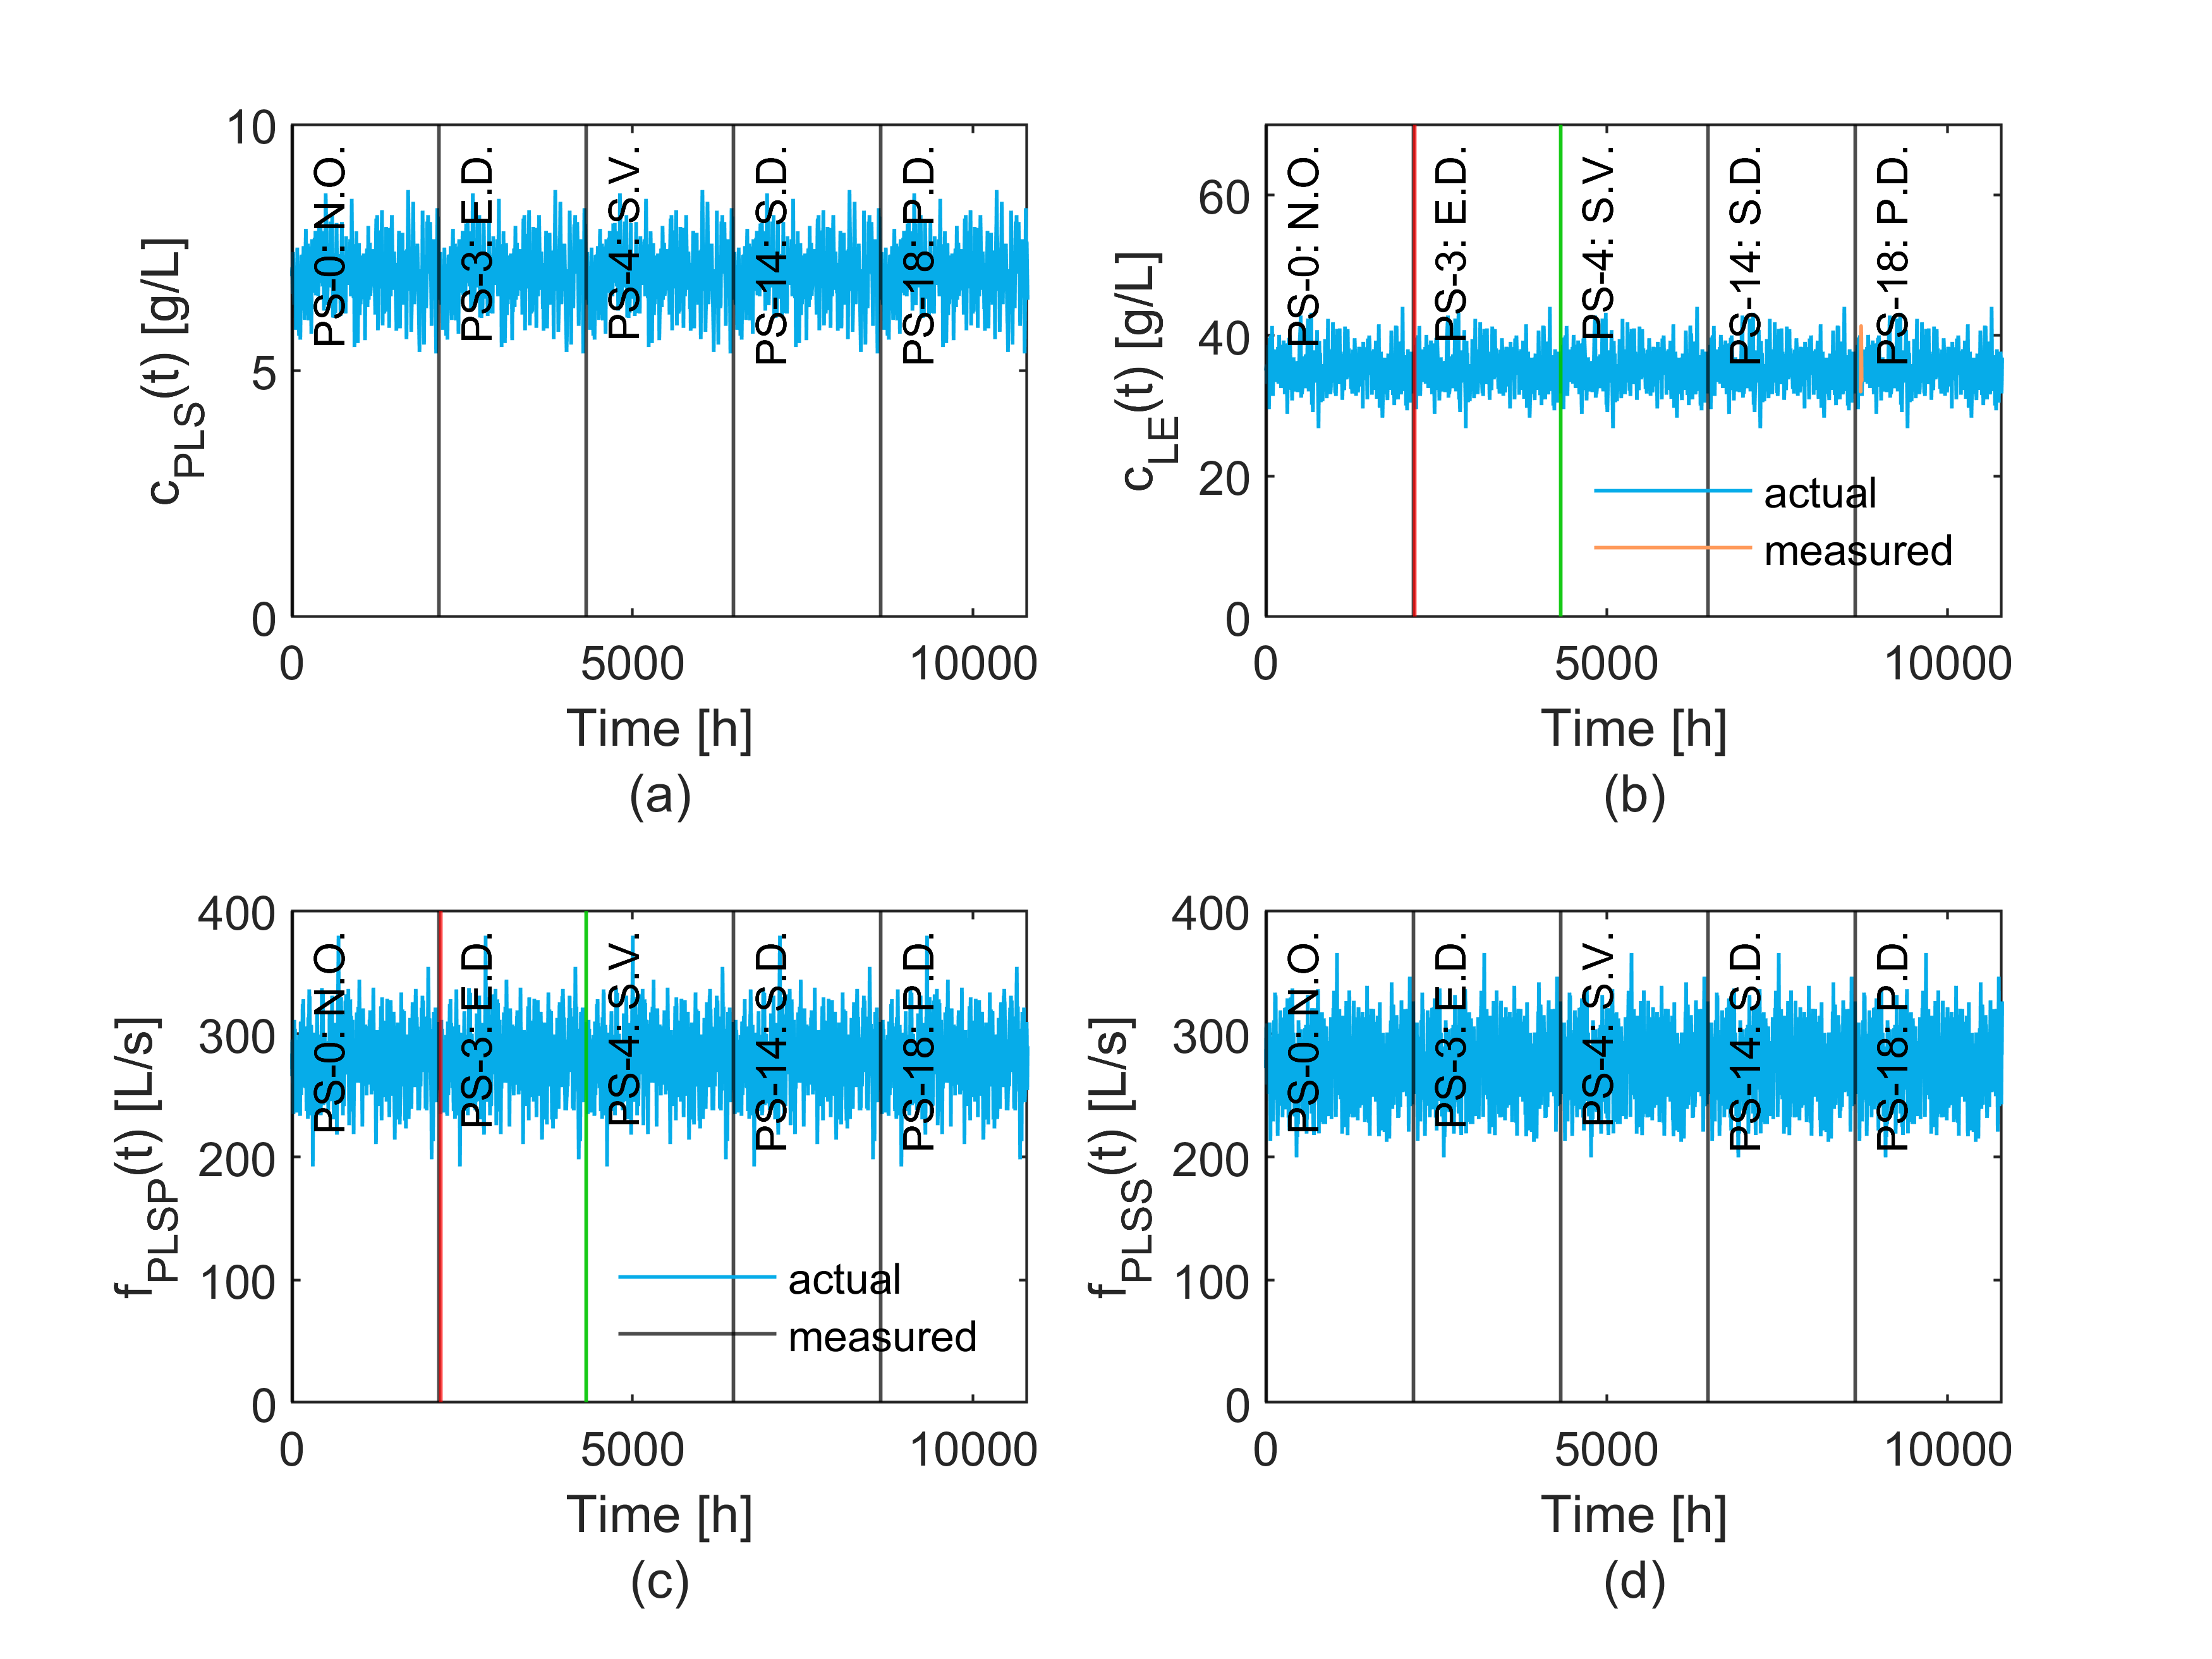 10
5
0
c_PLS(t) [g/L]
PS-0: N.O.
PS-3: E.D.
PS-4: S.V.
PS-14: S.D.
PS-18: P.D.
0
5000
10000
Time [h]
(a)
60
40
20
0
c_LE(t) [g/L]
PS-0: N.O.
PS-3: E.D.
PS-4: S.V.
PS-14: S.D.
PS-18: P.D.
actual
measured
0
5000
10000
Time [h]
(b)
400
300
200
100
0
f_PLSP(t) [L/s]
PS-0: N.O.
PS-3: E.D.
PS-4: S.V.
PS-14: S.D.
PS-18: P.D.
actual
measured
0
5000
10000
Time [h]
(c)
400
300
200
100
0
f_PLSS(t) [L/s]
PS-0: N.O.
PS-3: E.D.
PS-4: S.V.
PS-14: S.D.
PS-18: P.D.
0
5000
10000
Time [h]
(d)